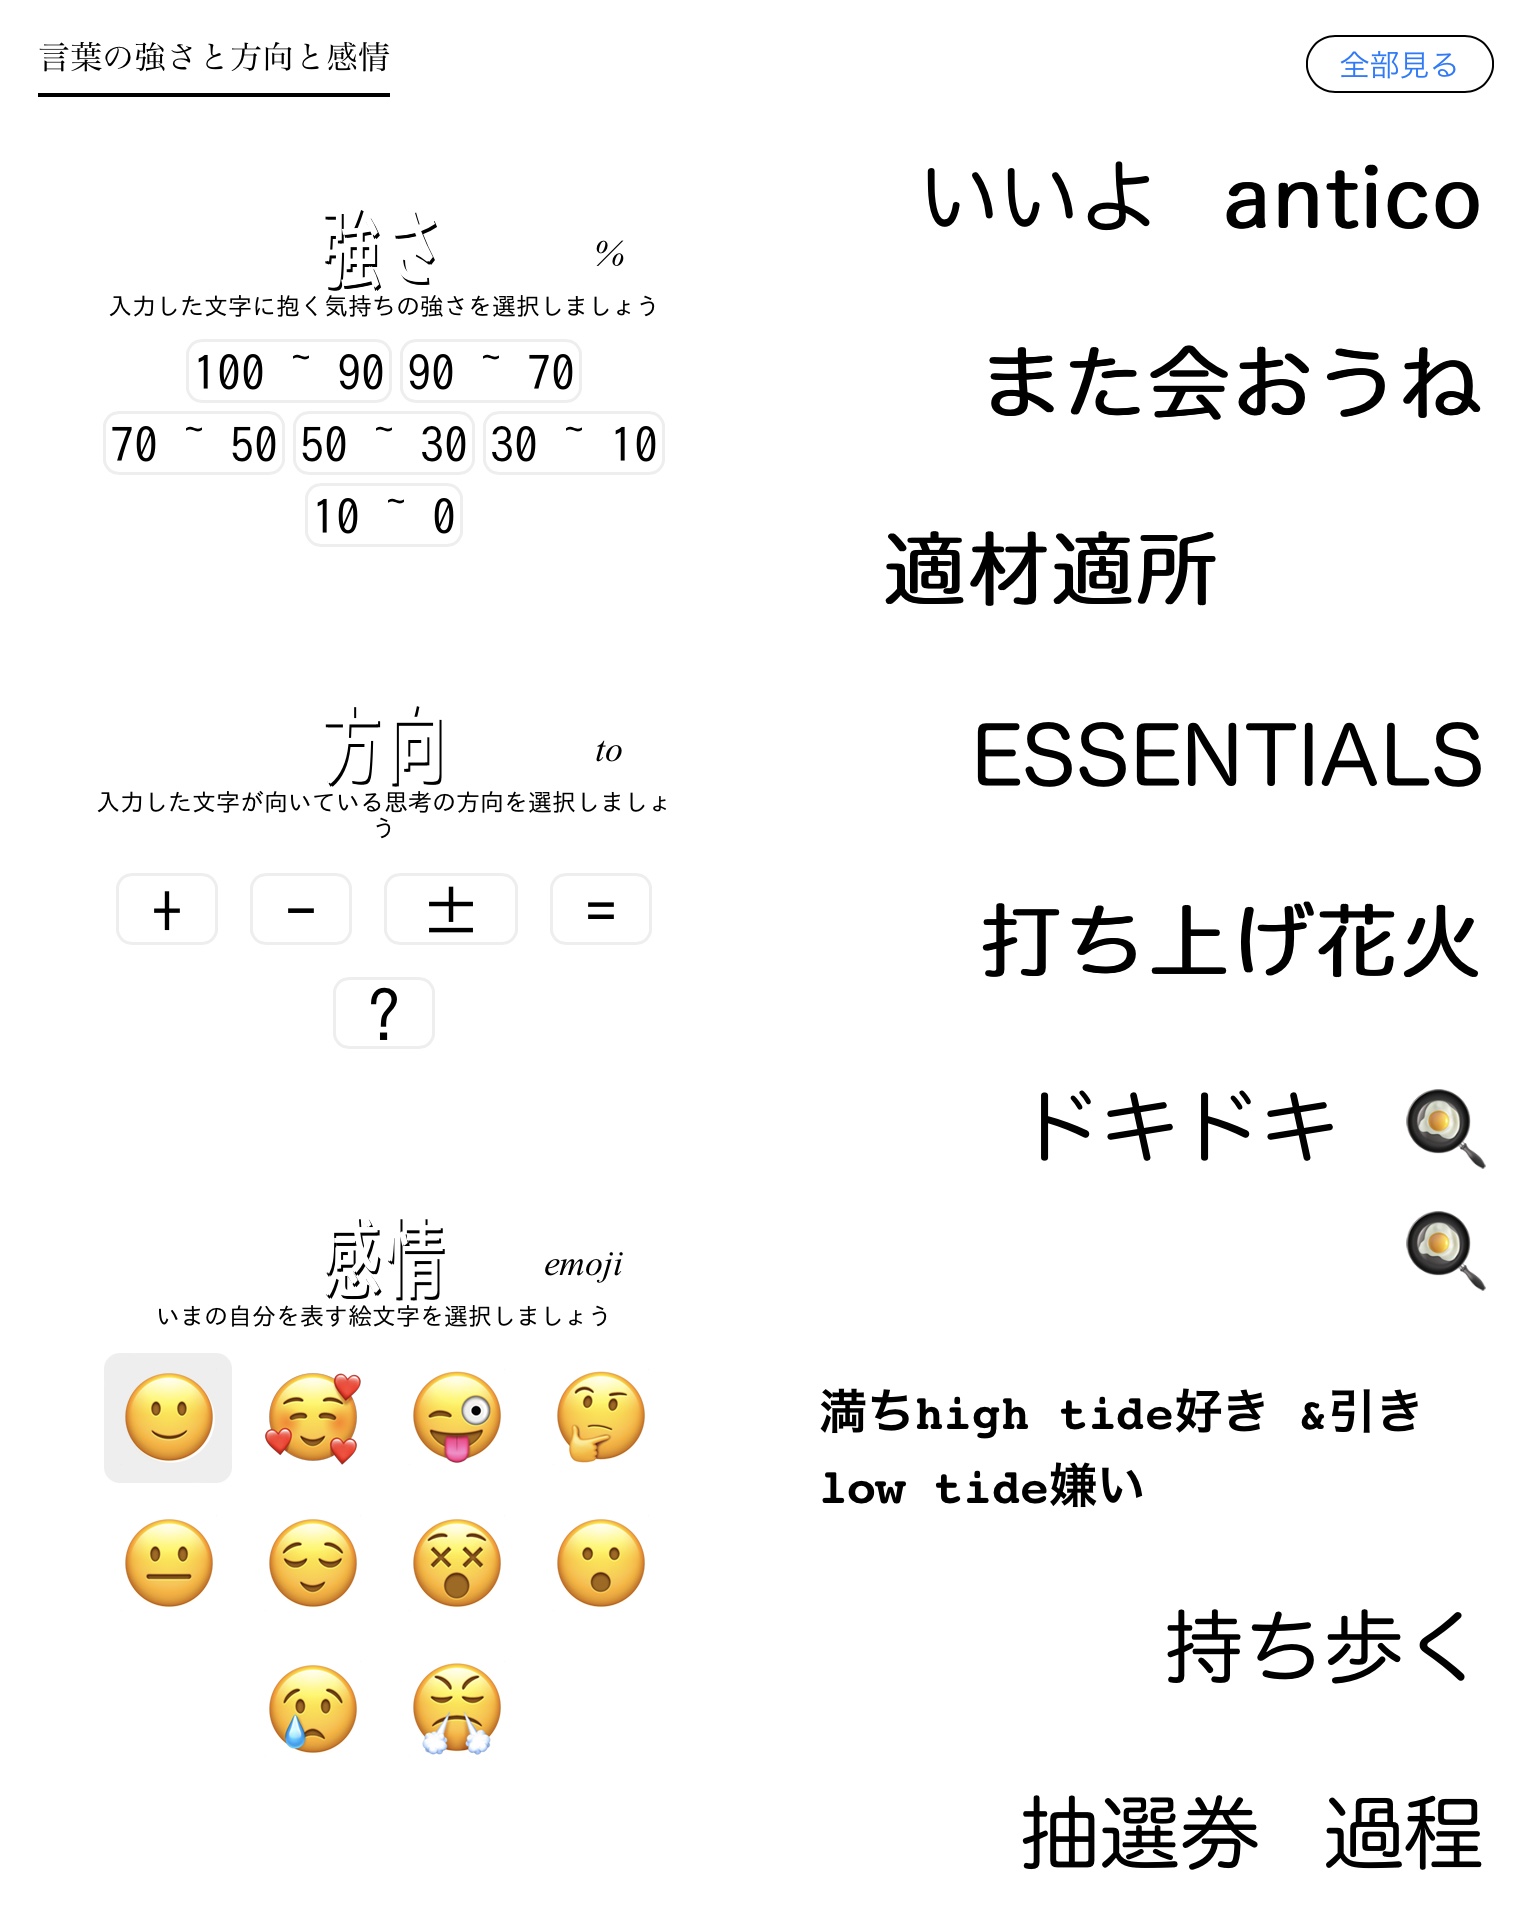 言葉の強さと方向と感情
全部見る
強さ %
入力した文字に抱く気持ちの強さを選択しましょう
100 ~ 90 90 ~ 70
70 ~ 50 50 ~ 30 30 ~ 10
10 ~ 0
方向 to
入力した文字が向いている思考の方向を選択しましょ
う
+ - ± =
?
感情 emoji
いまの自分を表す絵文字を選択しましょう
いいよ antico
また会おうね
適材適所
ESSENTIALS
打ち上げ花火
ドキドキ 🍳
🍳
満ちhigh tide好き &引き
low tide嫌い
持ち歩く
抽選券 過程